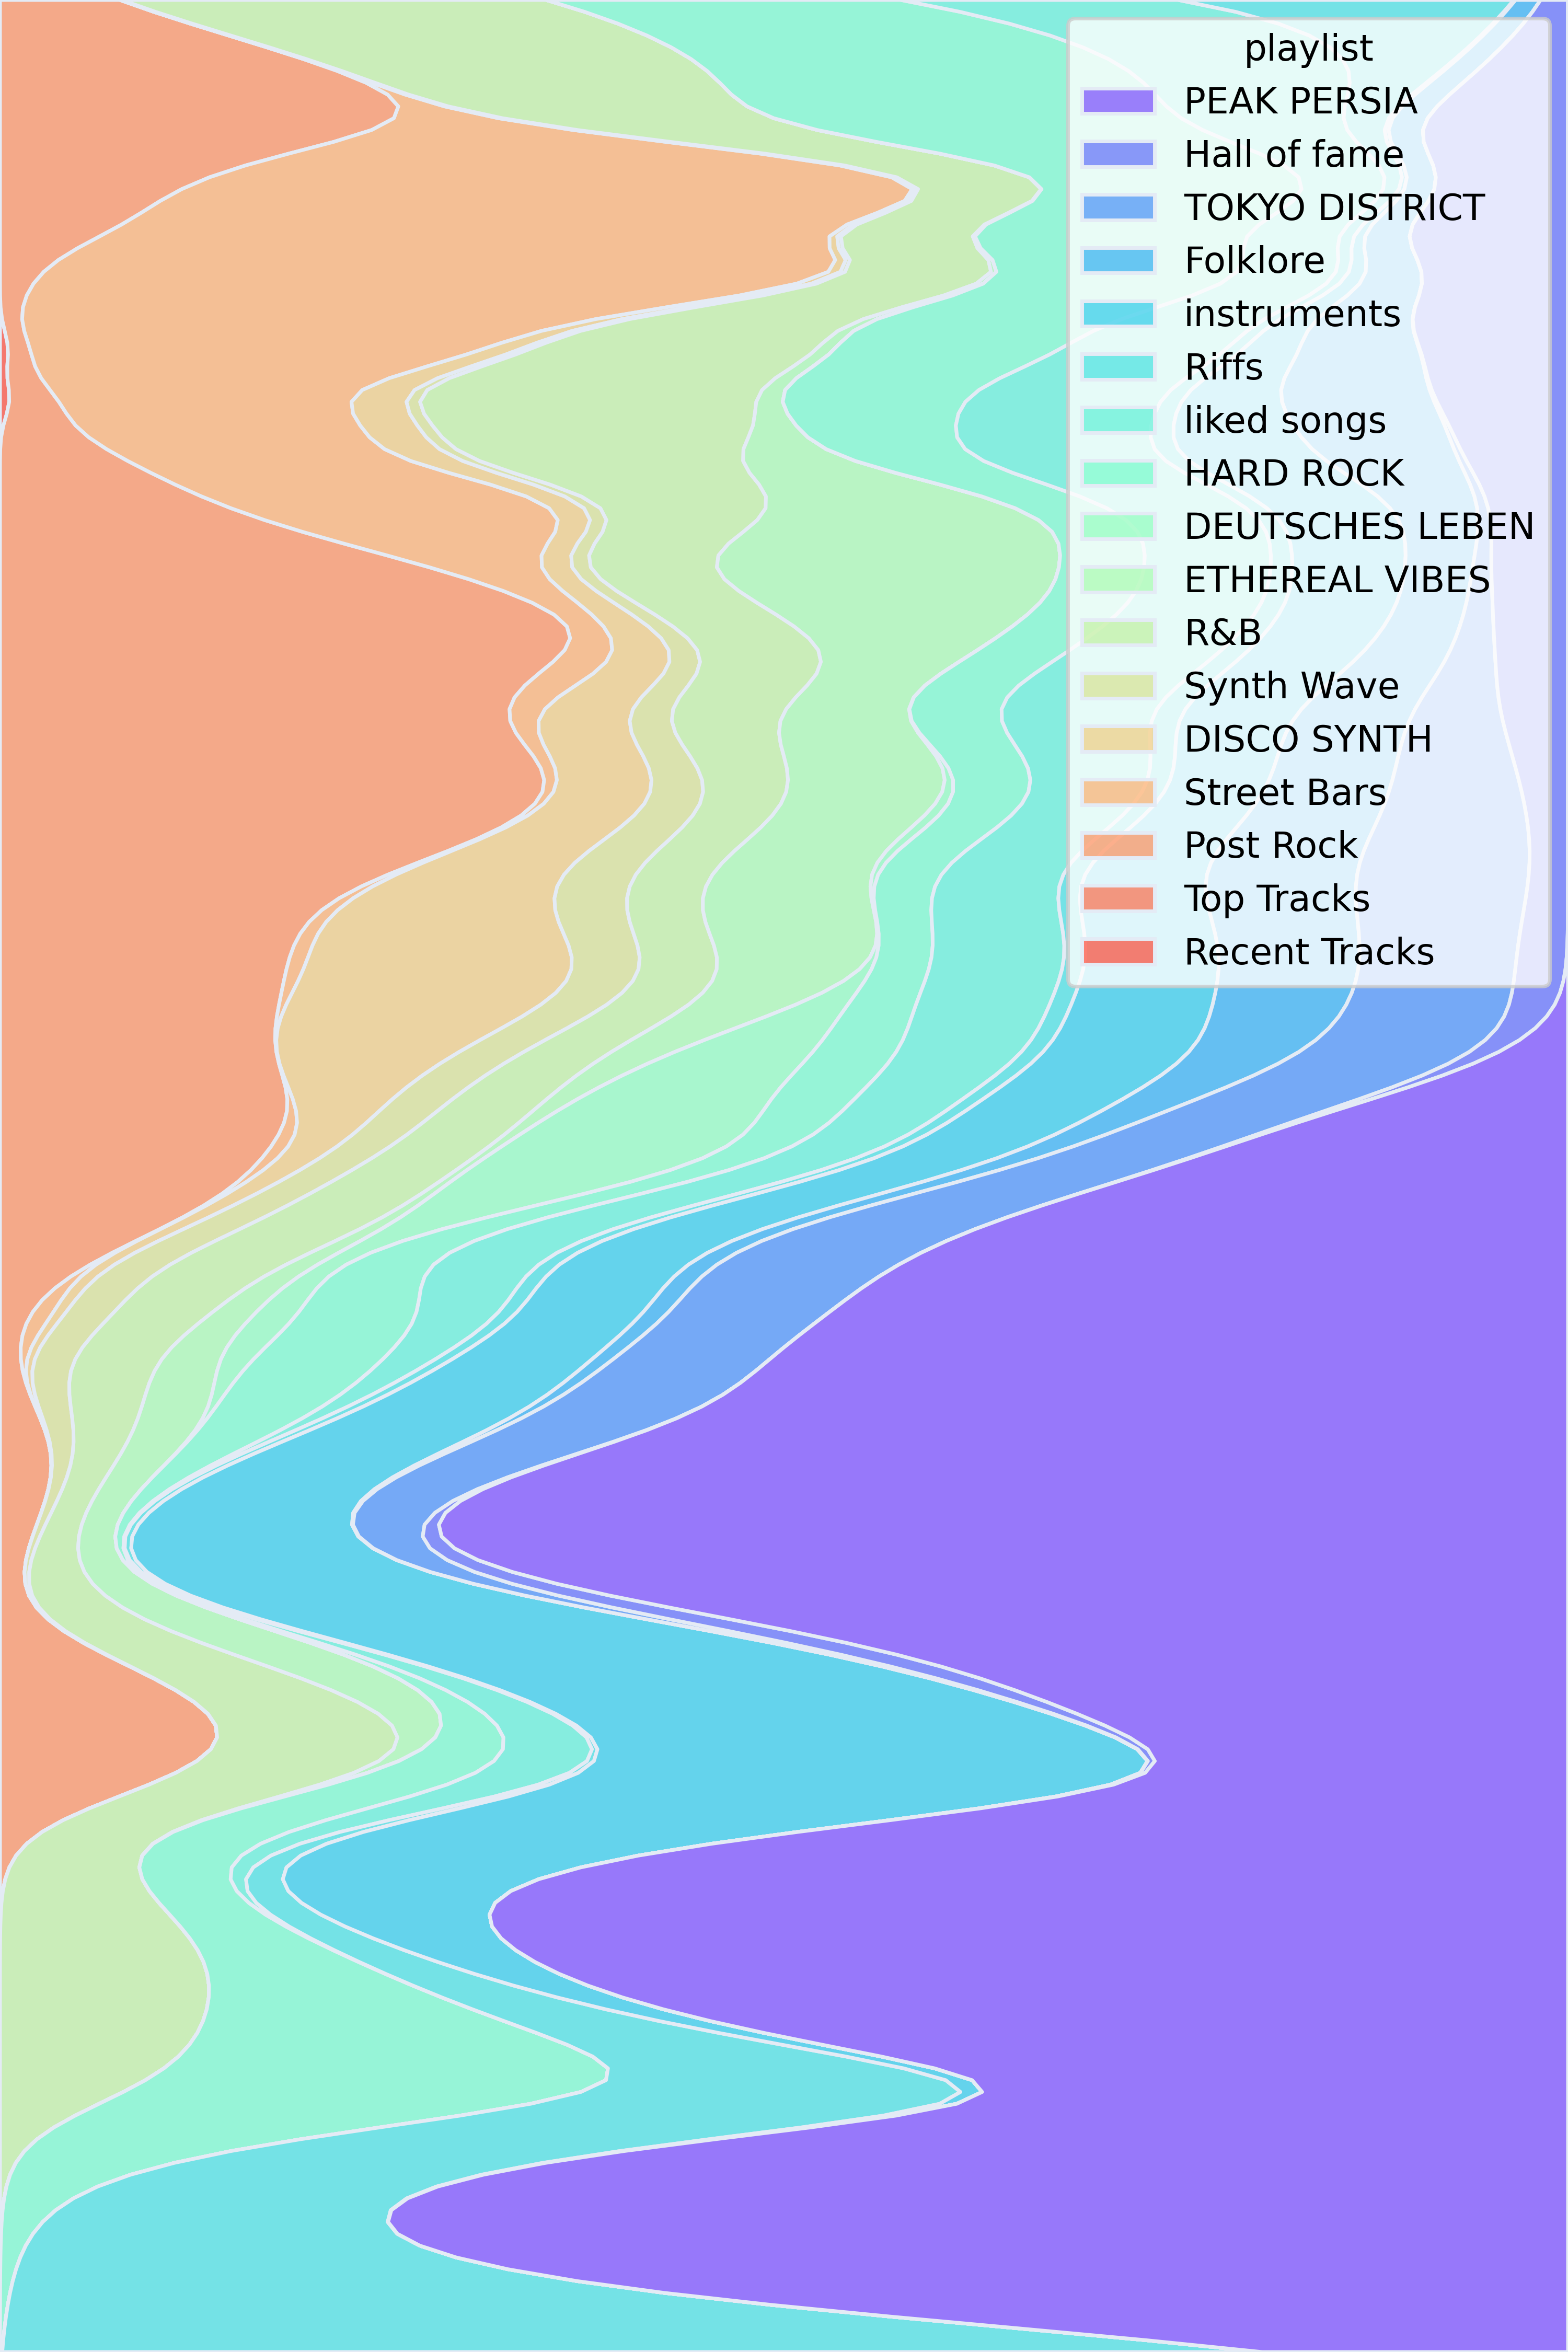 playlist
PEAK PERSIA
Hall of fame
TOKYO DISTRICT
Folklore
instruments
Riffs
liked songs
HARD ROCK
DEUTSCHES LEBEN
ETHEREAL VIBES
R&B
Synth Wave
DISCO SYNTH
Street Bars
Post Rock
Top Tracks
Recent Tracks